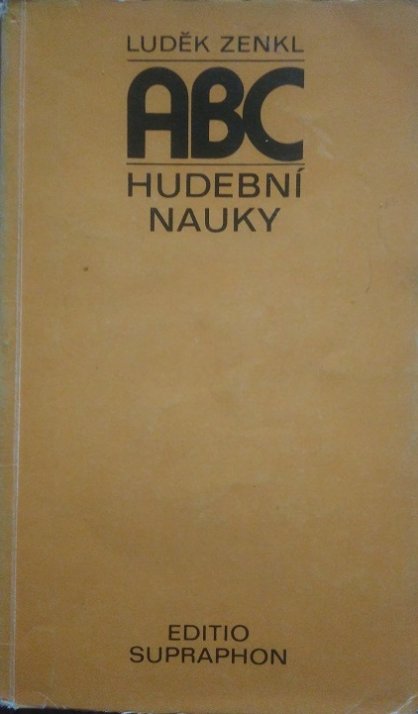 LUDĚK ZENKL
ABC
HUDEBNÍ
NAUKY
EDITIO
SUPRAPHON